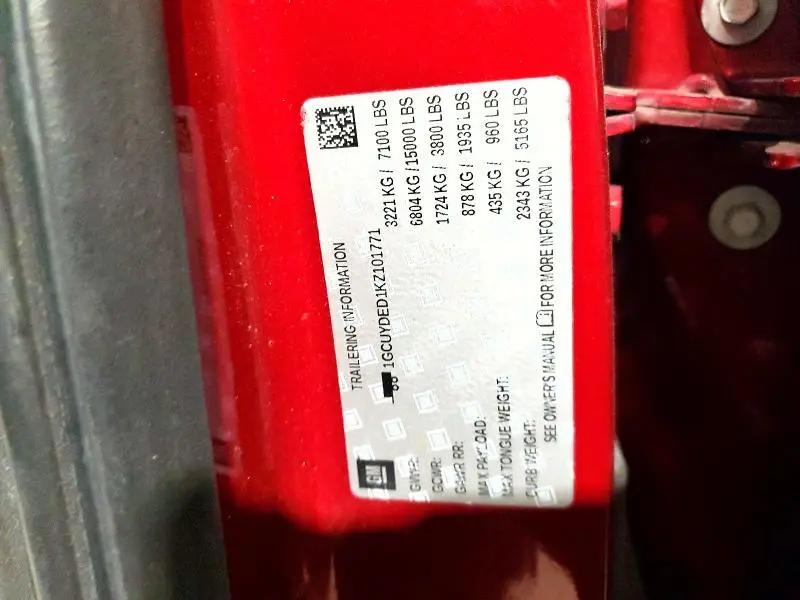 TRAILERING INFORMATION
GM 1GCUYDED1KZ101771
GVWR: 3221 KG / 7100 LBS
GCWR: 6804 KG / 15000 LBS
GAWR RR: 1724 KG / 3800 LBS
MAX PAYLOAD: 878 KG / 1935 LBS
MAX TONGUE WEIGHT: 435 KG / 960 LBS
CURB WEIGHT: 2343 KG / 5165 LBS
SEE OWNER'S MANUAL FOR MORE INFORMATION